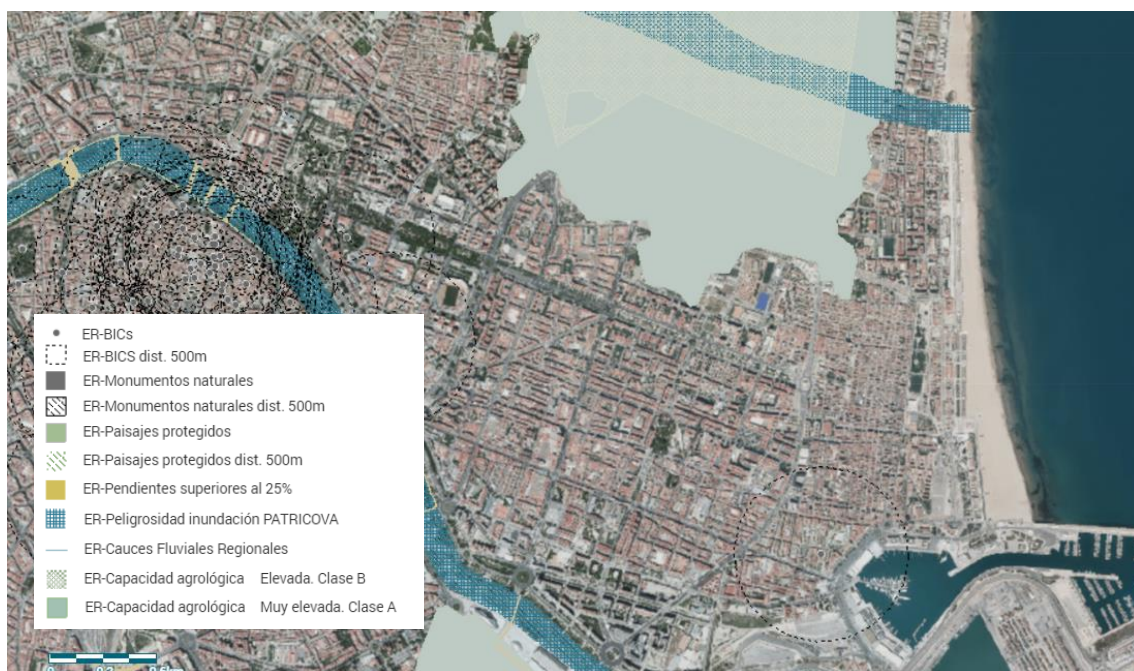 ER-BICs
ER-BICS dist. 500m
ER-Monumentos naturales
ER-Monumentos naturales dist. 500m
ER-Paisajes protegidos
ER-Paisajes protegidos dist. 500m
ER-Pendientes superiores al 25%
ER-Peligrosidad inundación PATRICOVA
ER-Cauces Fluviales Regionales
ER-Capacidad agrológica Elevada. Clase B
ER-Capacidad agrológica Muy elevada. Clase A